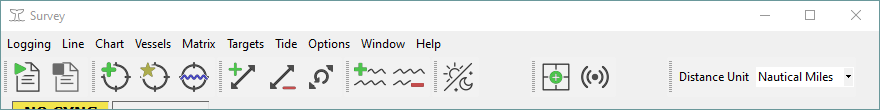 Survey
Logging Line Chart Vessels Matrix Targets Tide Options Window Help
Distance Unit Nautical Miles